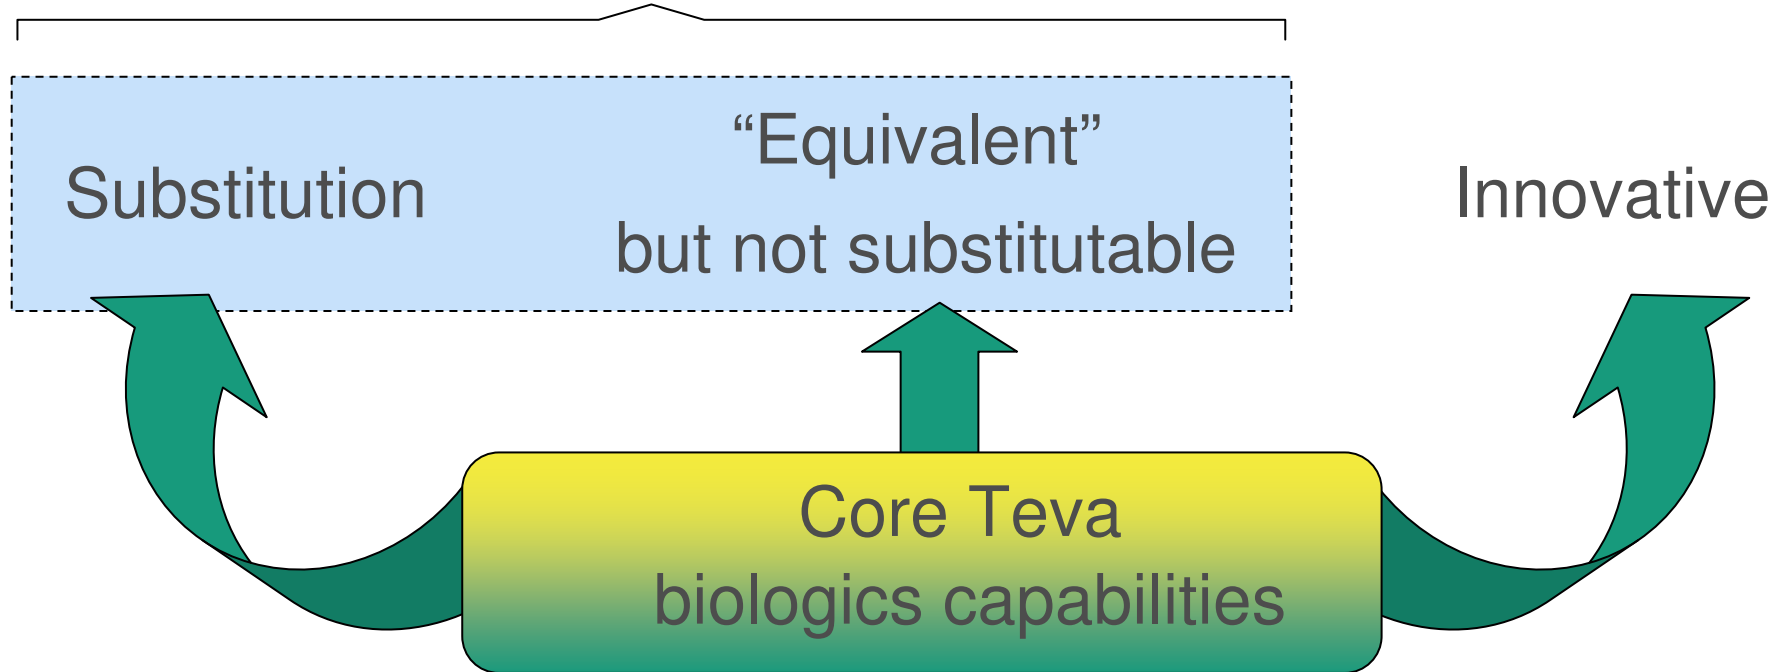 Substitution
“Equivalent”
but not substitutable
Innovative
Core Teva
biologics capabilities